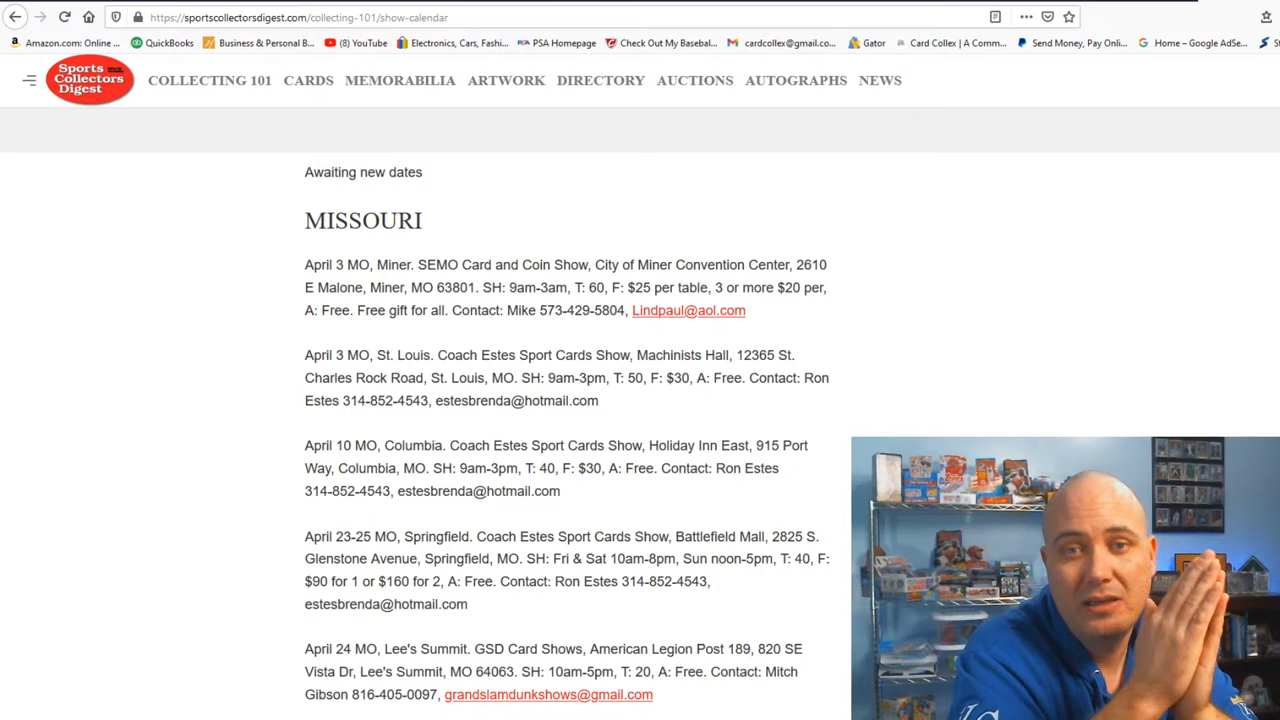 https://sportscollectorsdigest.com/collecting-101/show-calendar
Amazon.com: Online ... QuickBooks Business & Personal B... (8) YouTube Electronics, Cars, Fashi... PSA Homepage Check Out My Basebal... cardcollex@gmail.co... Gator Card Collex | A Comm... Send Money, Pay Onli... Home – Google AdSe...
Sports Collectors Digest
COLLECTING 101 CARDS MEMORABILIA ARTWORK DIRECTORY AUCTIONS AUTOGRAPHS NEWS
Awaiting new dates
MISSOURI
April 3 MO, Miner. SEMO Card and Coin Show, City of Miner Convention Center, 2610
E Malone, Miner, MO 63801. SH: 9am-3am, T: 60, F: $25 per table, 3 or more $20 per,
A: Free. Free gift for all. Contact: Mike 573-429-5804, Lindpaul@aol.com
April 3 MO, St. Louis. Coach Estes Sport Cards Show, Machinists Hall, 12365 St.
Charles Rock Road, St. Louis, MO. SH: 9am-3pm, T: 50, F: $30, A: Free. Contact: Ron
Estes 314-852-4543, estesbrenda@hotmail.com
April 10 MO, Columbia. Coach Estes Sport Cards Show, Holiday Inn East, 915 Port
Way, Columbia, MO. SH: 9am-3pm, T: 40, F: $30, A: Free. Contact: Ron Estes
314-852-4543, estesbrenda@hotmail.com
April 23-25 MO, Springfield. Coach Estes Sport Cards Show, Battlefield Mall, 2825 S.
Glenstone Avenue, Springfield, MO. SH: Fri & Sat 10am-8pm, Sun noon-5pm, T: 40, F:
$90 for 1 or $160 for 2, A: Free. Contact: Ron Estes 314-852-4543,
estesbrenda@hotmail.com
April 24 MO, Lee's Summit. GSD Card Shows, American Legion Post 189, 820 SE
Vista Dr, Lee's Summit, MO 64063. SH: 10am-5pm, T: 20, A: Free. Contact: Mitch
Gibson 816-405-0097, grandslamdunkshows@gmail.com